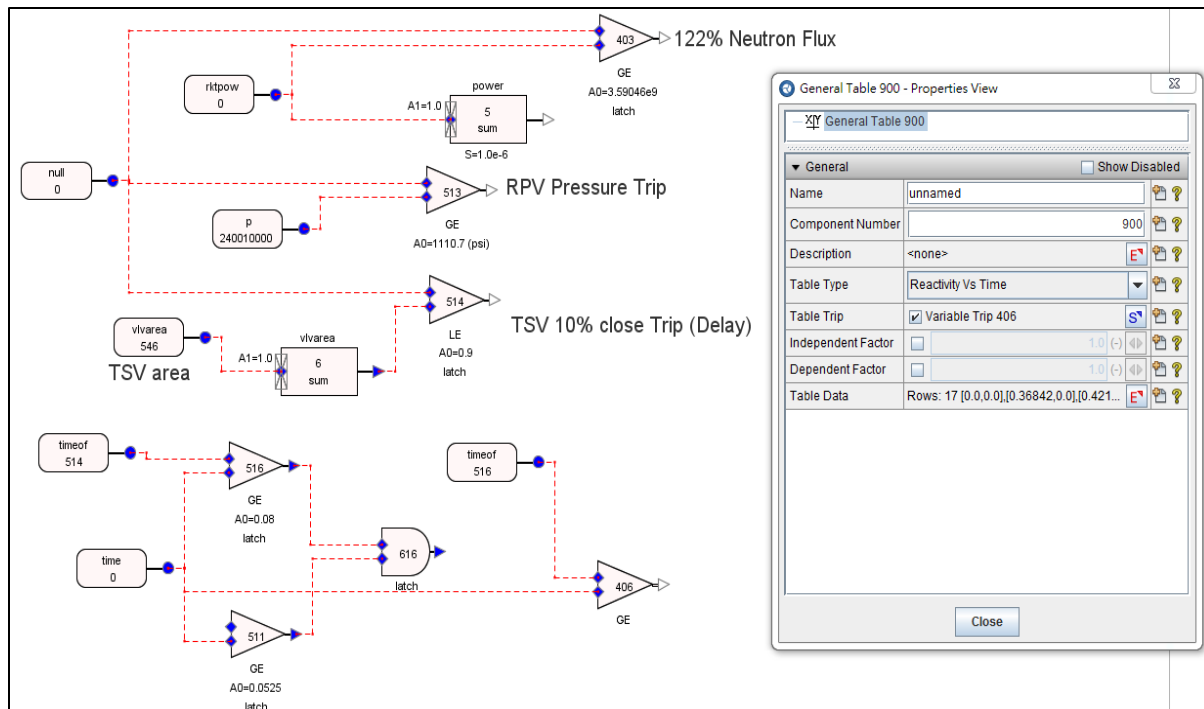 403
122% Neutron Flux
GE
A0=3.59046e9
latch
rktpow
0
power
A1=1.0
5
sum
S=1.0e-6
null
0
513
RPV Pressure Trip
GE
A0=1110.7 (psi)
p
240010000
514
LE
A0=0.9
latch
TSV 10% close Trip (Delay)
vlvarea
546
TSV area
vlvarea
A1=1.0
6
sum
timeof
514
516
GE
A0=0.08
latch
timeof
516
616
latch
time
0
406
GE
511
GE
A0=0.0525
latch
General Table 900 - Properties View
General Table 900
General
Show Disabled
Name
unnamed
Component Number
900
Description
<none>
E
Table Type
Reactivity Vs Time
Table Trip
Variable Trip 406
S
Independent Factor
1.0 (-)
Dependent Factor
1.0 (-)
Table Data
Rows: 17 [0.0,0.0],[0.36842,0.0],[0.421...
E
Close